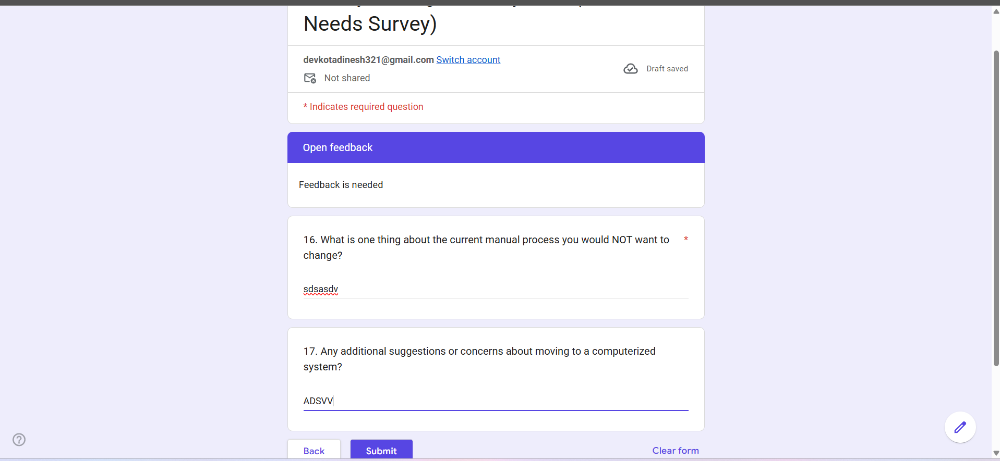 Needs Survey)
devkotadinesh321@gmail.com Switch account
Not shared
Draft saved
* Indicates required question
Open feedback
Feedback is needed
16. What is one thing about the current manual process you would NOT want to *
change?
sdsasdv
17. Any additional suggestions or concerns about moving to a computerized
system?
ADSVV
Back
Submit
Clear form